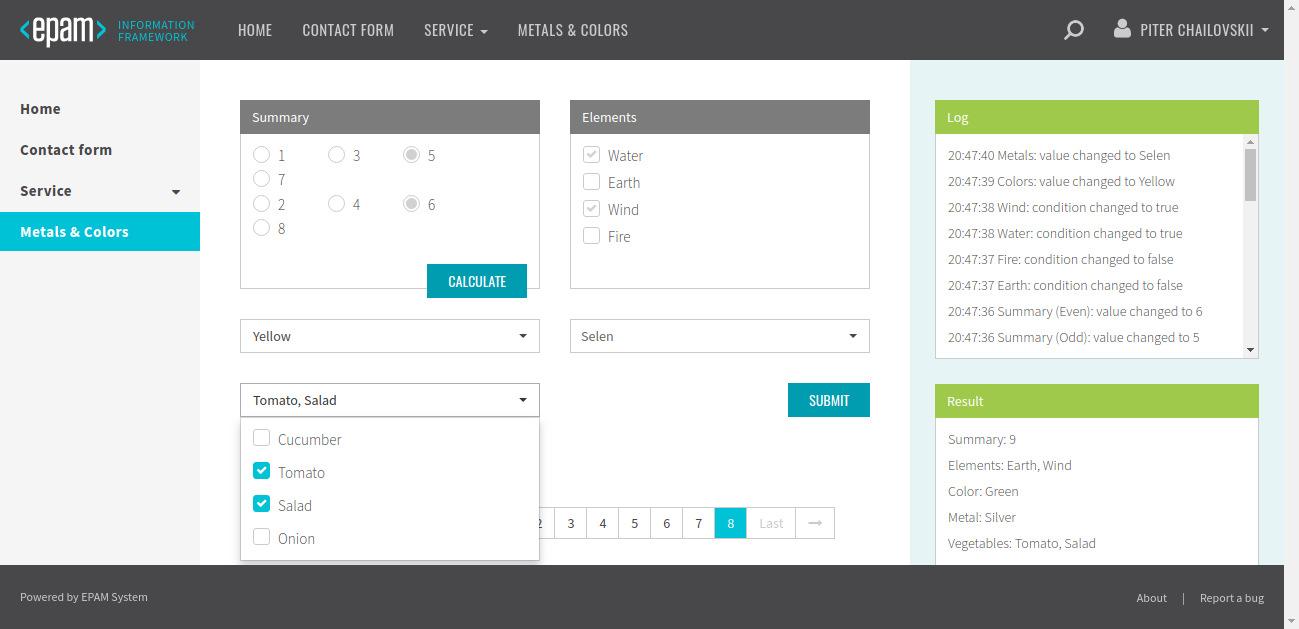 <epam> INFORMATION FRAMEWORK
HOME CONTACT FORM SERVICE METALS & COLORS PITER CHAILOVSKII
Home
Contact form
Service
Metals & Colors
Summary
1 3 5
7
2 4 6
8
CALCULATE
Elements
Water
Earth
Wind
Fire
Yellow
Selen
Tomato, Salad
SUBMIT
Cucumber
Tomato
Salad
Onion
2 3 4 5 6 7 8 Last →
Log
20:47:40 Metals: value changed to Selen
20:47:39 Colors: value changed to Yellow
20:47:38 Wind: condition changed to true
20:47:38 Water: condition changed to true
20:47:37 Fire: condition changed to false
20:47:37 Earth: condition changed to false
20:47:36 Summary (Even): value changed to 6
20:47:36 Summary (Odd): value changed to 5
Result
Summary: 9
Elements: Earth, Wind
Color: Green
Metal: Silver
Vegetables: Tomato, Salad
Powered by EPAM System
About | Report a bug